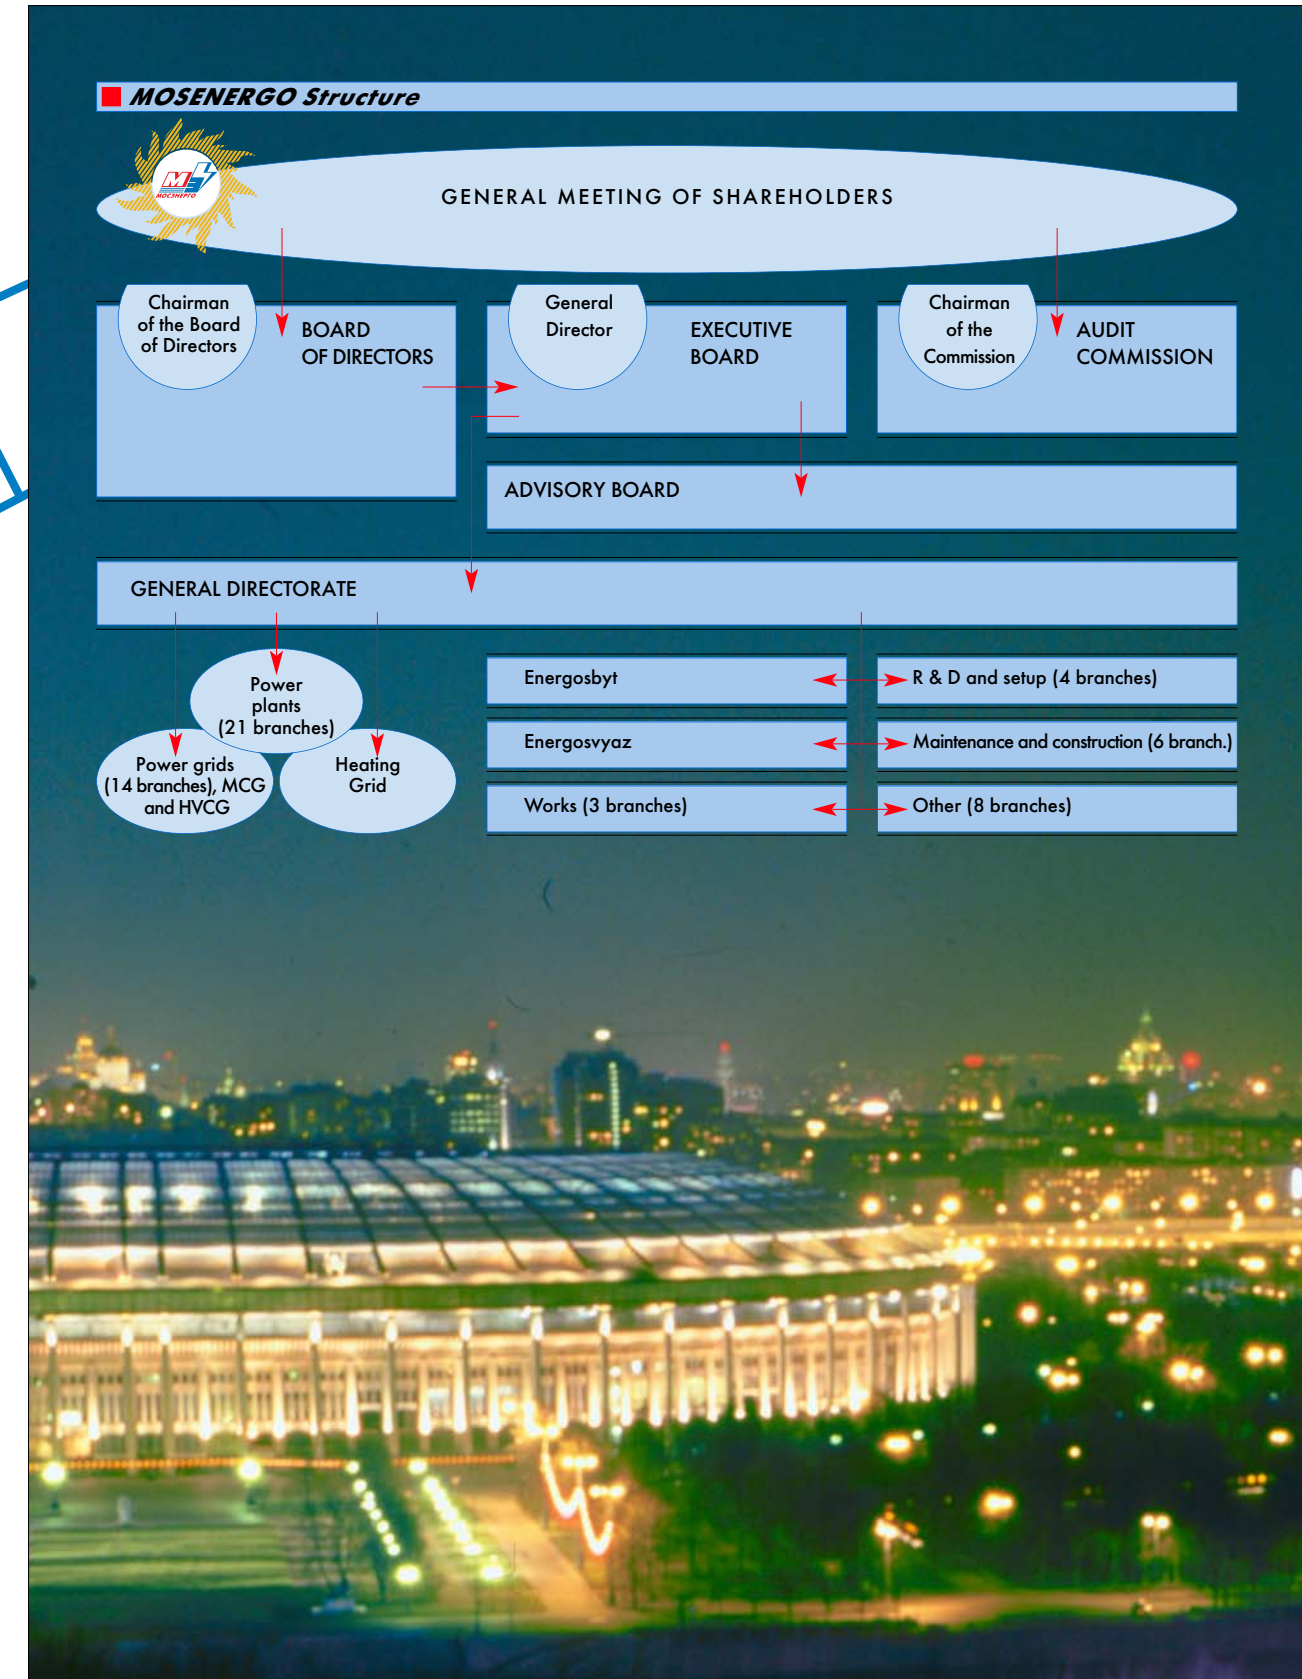 MOSENERGO Structure
МОСЭНЕРГО
GENERAL MEETING OF SHAREHOLDERS
Chairman
of the Board
of Directors
BOARD
OF DIRECTORS
General
Director
EXECUTIVE
BOARD
Chairman
of the
Commission
AUDIT
COMMISSION
ADVISORY BOARD
GENERAL DIRECTORATE
Power
plants
(21 branches)
Power grids
(14 branches), MCG
and HVCG
Heating
Grid
Energosbyt
R & D and setup (4 branches)
Energosvyaz
Maintenance and construction (6 branch.)
Works (3 branches)
Other (8 branches)